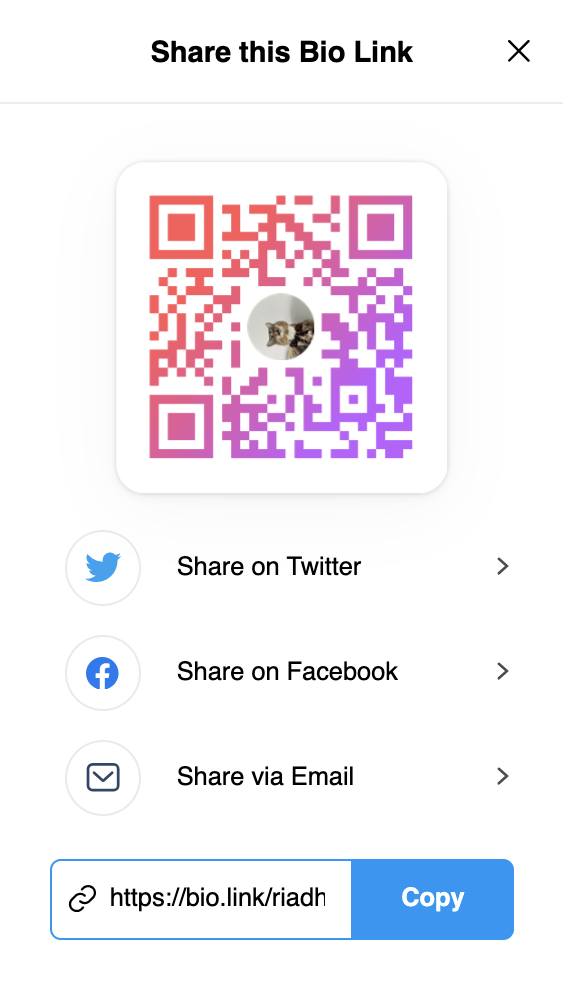 Share this Bio Link
Share on Twitter
Share on Facebook
Share via Email
https://bio.link/riadh
Copy